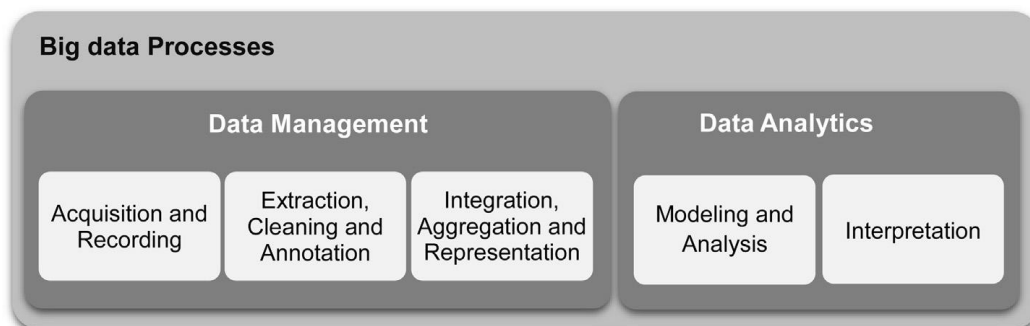 Big data Processes
Data Management
Acquisition and
Recording
Extraction,
Cleaning and
Annotation
Integration,
Aggregation and
Representation
Data Analytics
Modeling and
Analysis
Interpretation